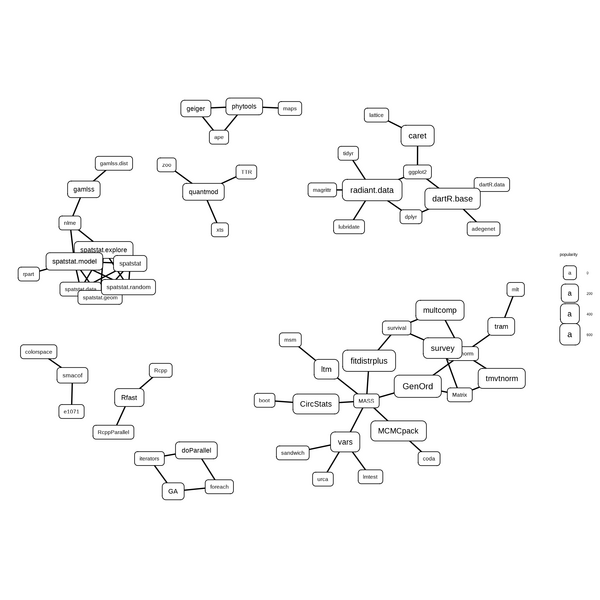 geiger
phytools
maps
ape
lattice
caret
tidyr
ggplot2
magrittr
radiant.data
dartR.data
dartR.base
dplyr
lubridate
adegenet
gamlss.dist
zoo
TTR
gamlss
quantmod
nlme
xts
spatstat.explore
spatstat.model
spatstat
rpart
spatstat.data
spatstat.random
spatstat.geom
popularity
a 0
a 200
a 400
a 600
mlt
multcomp
survival
tram
colorspace
msm
fitdistrplus
survey
smacof
Rcpp
ltm
GenOrd
tmvtnorm
Matrix
e1071
Rfast
boot
CircStats
MASS
RcppParallel
MCMCpack
vars
iterators
doParallel
sandwich
coda
GA
foreach
urca
lmtest